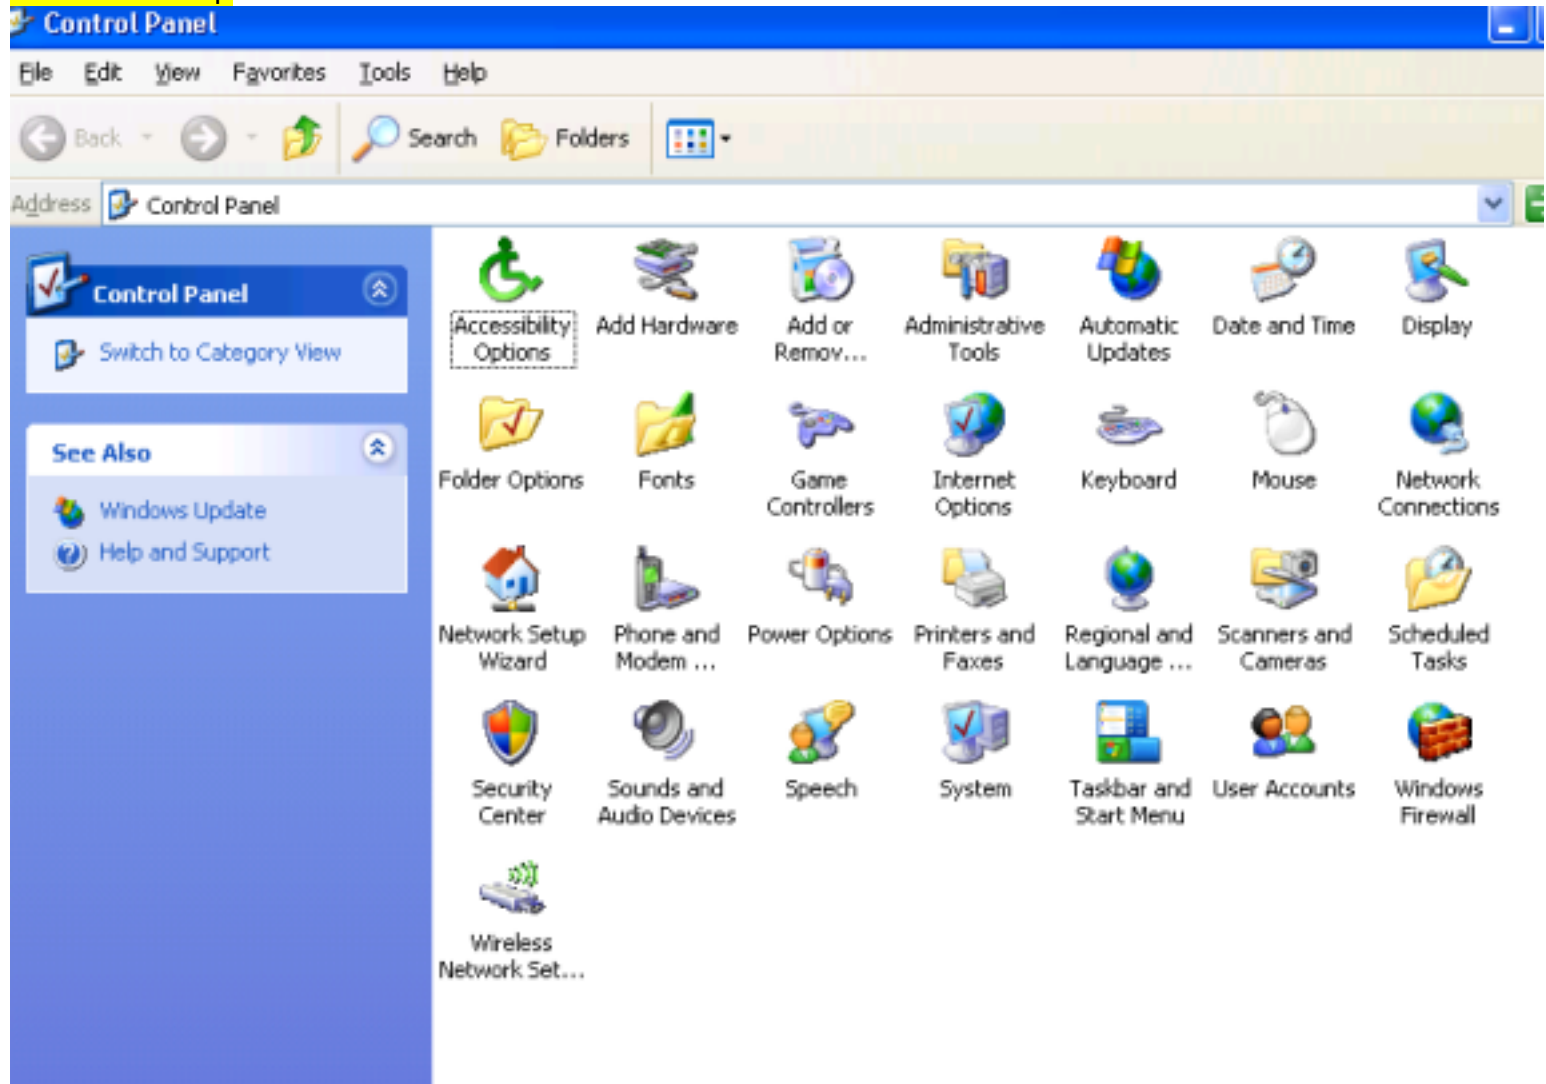 Control Panel
File Edit View Favorites Tools Help
Back Search Folders
Address Control Panel
Control Panel
Switch to Category View
See Also
Windows Update
Help and Support
Accessibility Options
Add Hardware
Add or Remov...
Administrative Tools
Automatic Updates
Date and Time
Display
Folder Options
Fonts
Game Controllers
Internet Options
Keyboard
Mouse
Network Connections
Network Setup Wizard
Phone and Modem ...
Power Options
Printers and Faxes
Regional and Language ...
Scanners and Cameras
Scheduled Tasks
Security Center
Sounds and Audio Devices
Speech
System
Taskbar and Start Menu
User Accounts
Windows Firewall
Wireless Network Set...